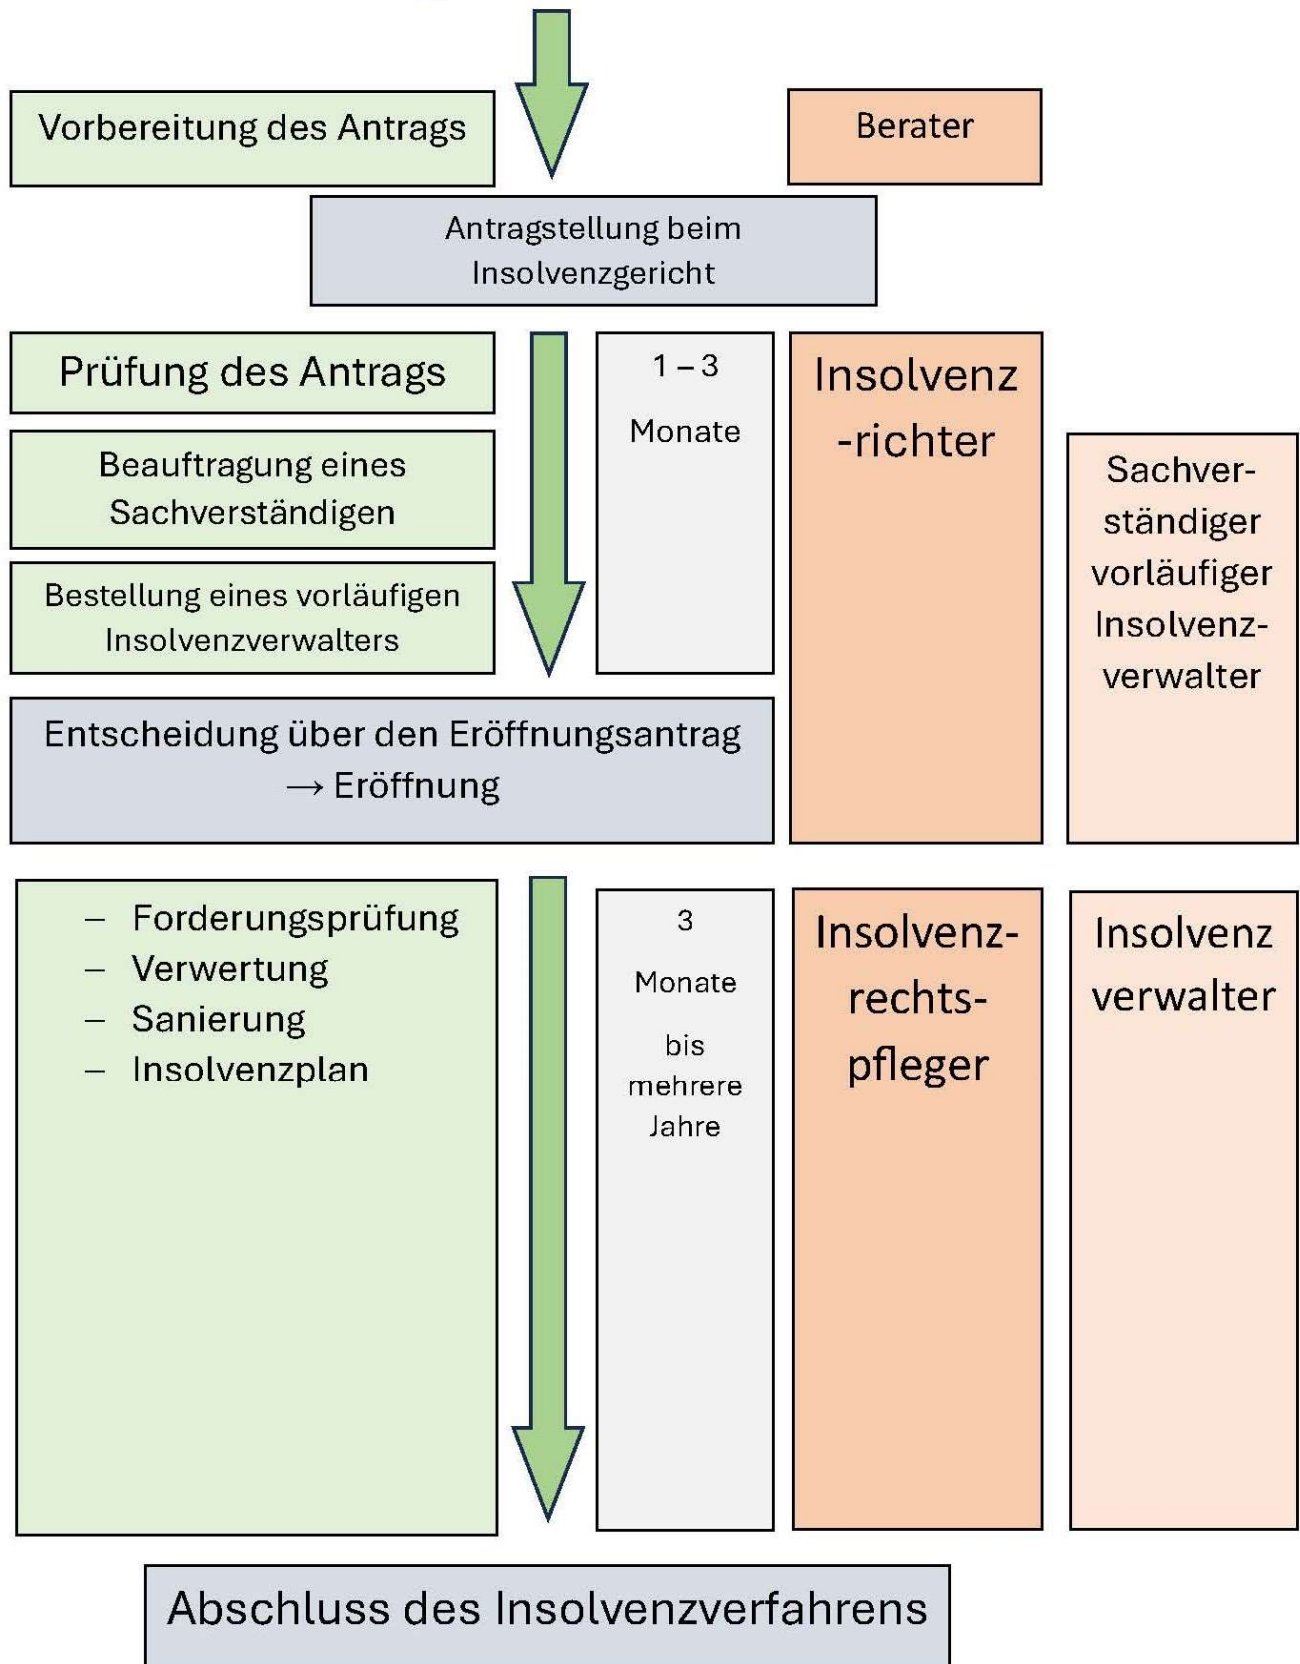 Vorbereitung des Antrags
Berater
Antragstellung beim
Insolvenzgericht
Prüfung des Antrags
Beauftragung eines
Sachverständigen
Bestellung eines vorläufigen
Insolvenzverwalters
1 – 3
Monate
Insolvenz
-richter
Sachver-
ständiger
vorläufiger
Insolvenz-
verwalter
Entscheidung über den Eröffnungsantrag
→ Eröffnung
– Forderungsprüfung
– Verwertung
– Sanierung
– Insolvenzplan
3
Monate
bis
mehrere
Jahre
Insolvenz-
rechts-
pfleger
Insolvenz
verwalter
Abschluss des Insolvenzverfahrens